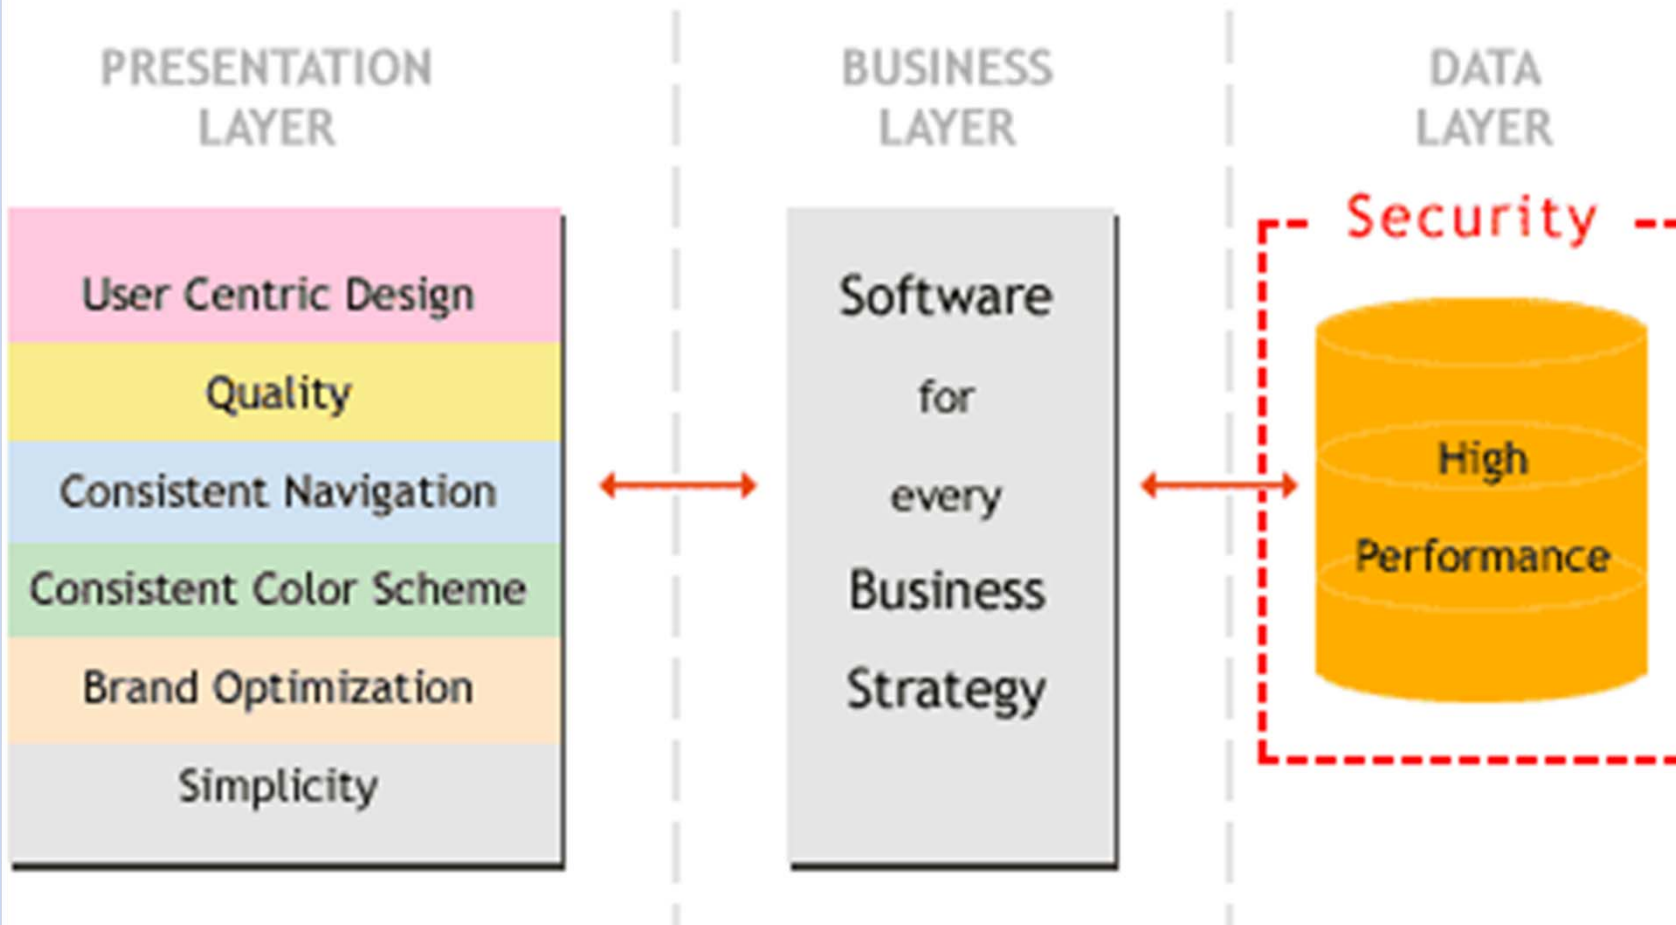 PRESENTATION
LAYER
User Centric Design
Quality
Consistent Navigation
Consistent Color Scheme
Brand Optimization
Simplicity
BUSINESS
LAYER
Software
for
every
Business
Strategy
DATA
LAYER
Security
High
Performance